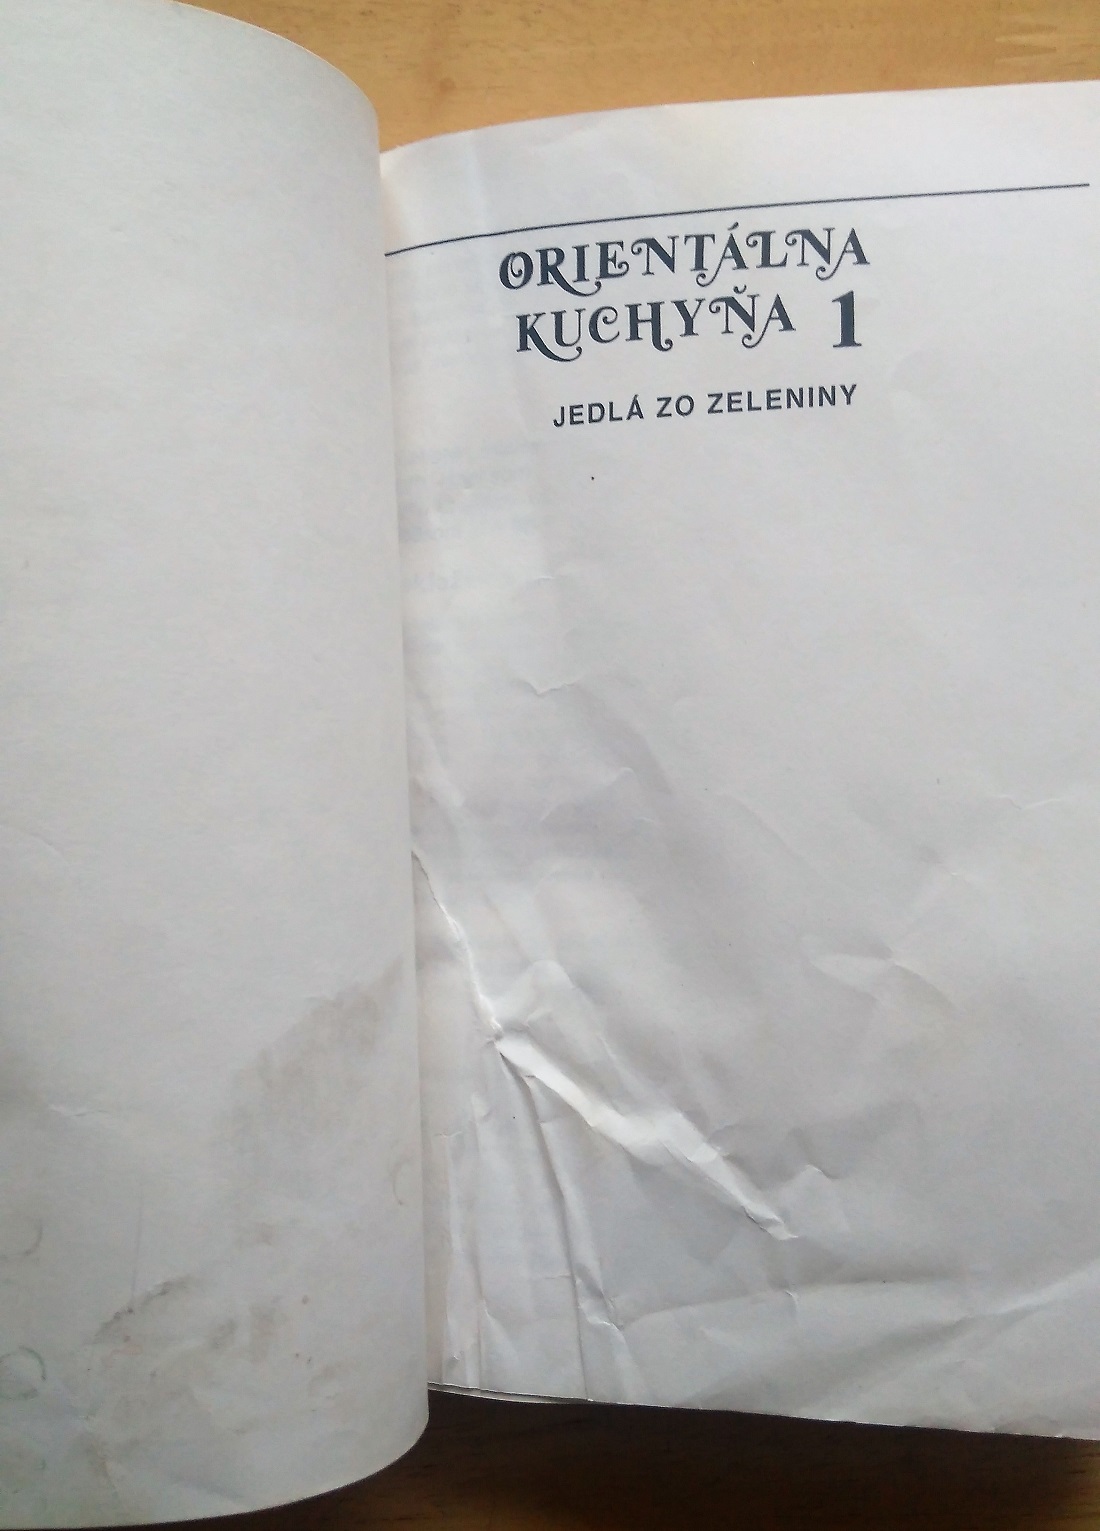 ORIENTÁLNA
KUCHYŇA 1
JEDLÁ ZO ZELENINY